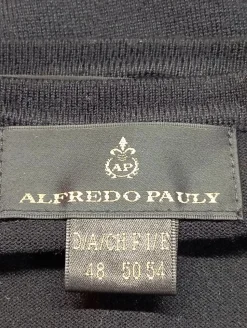 AP
ALFREDO PAULY
D/A/CH F I/E
48 50 54